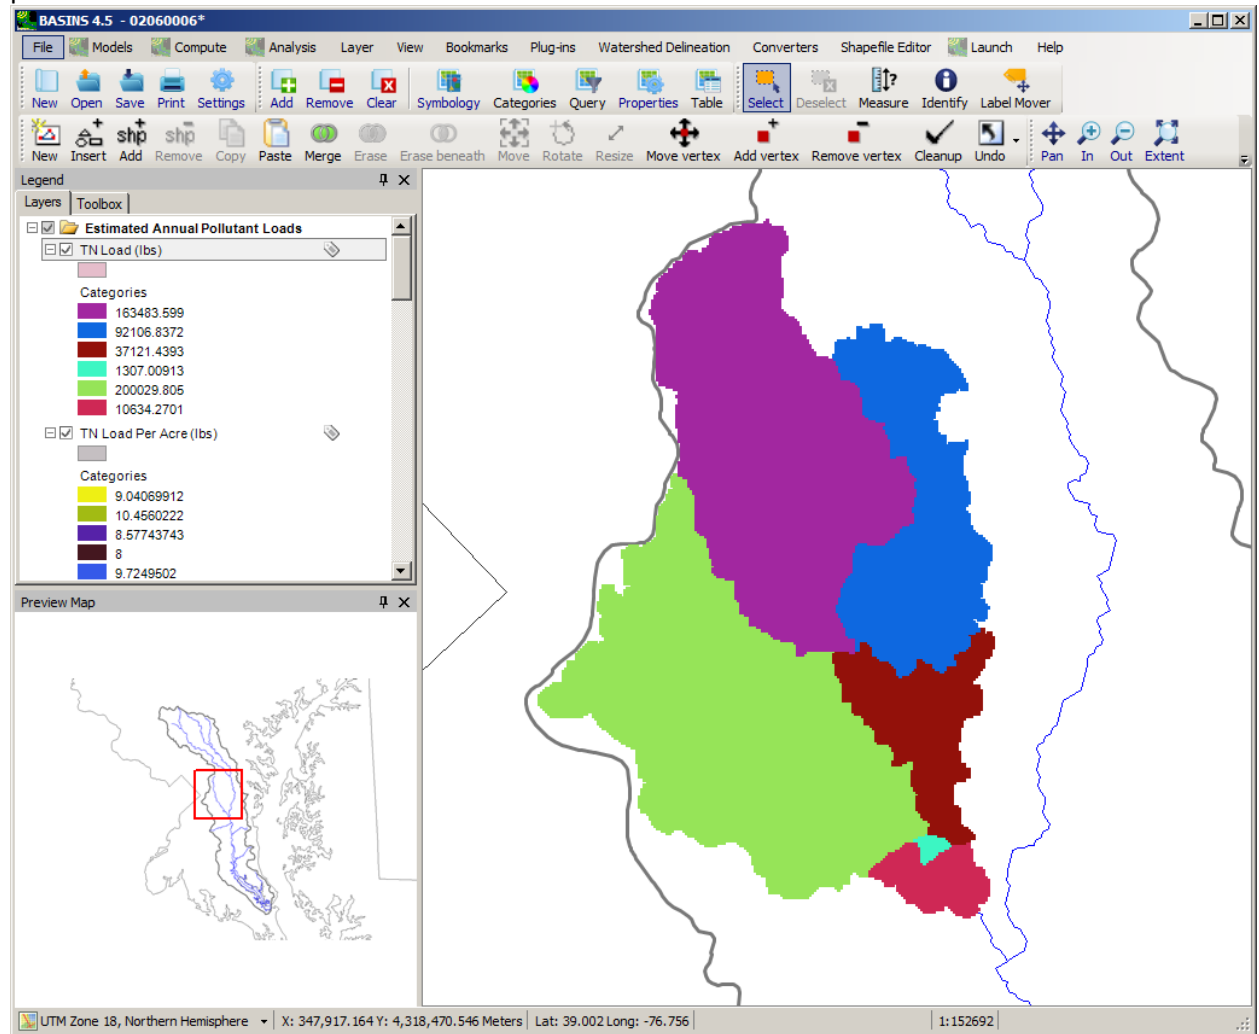 BASINS 4.5 - 02060006*
File Models Compute Analysis Layer View Bookmarks Plug-ins Watershed Delineation Converters Shapefile Editor Launch Help
New Open Save Print Settings Add Remove Clear Symbology Categories Query Properties Table Select Deselect Measure Identify Label Mover
New Insert Add Remove Copy Paste Merge Erase Erase beneath Move Rotate Resize Move vertex Add vertex Remove vertex Cleanup Undo Pan In Out Extent
Legend
Layers Toolbox
Estimated Annual Pollutant Loads
TN Load (lbs)
Categories
163483.599
92106.8372
37121.4393
1307.00913
200029.805
10634.2701
TN Load Per Acre (lbs)
Categories
9.04069912
10.4560222
8.57743743
8
9.7249502
Preview Map
UTM Zone 18, Northern Hemisphere X: 347,917.164 Y: 4,318,470.546 Meters Lat: 39.002 Long: -76.756 1:152692